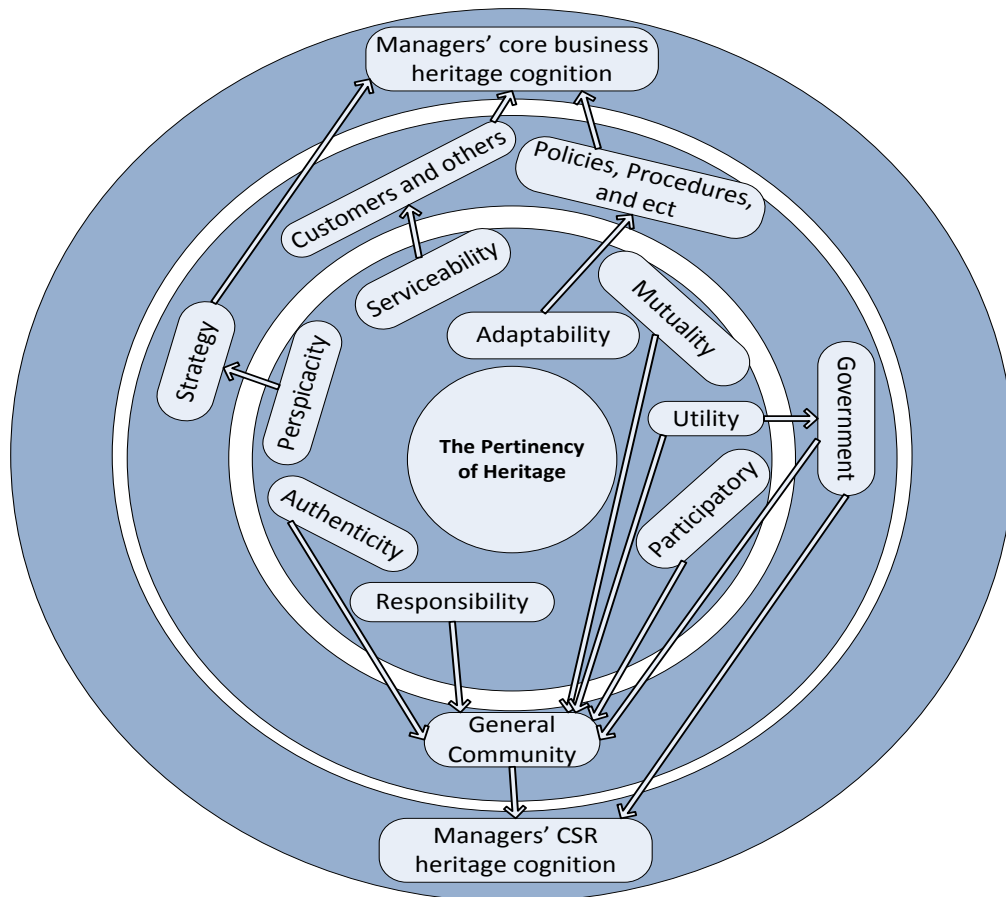 Managers' core business
heritage cognition
Customers and others
Policies, Procedures,
and ect
Serviceability
Mutuality
Adaptability
Strategy
Perspicacity
Government
Utility
The Pertinency
of Heritage
Participatory
Authenticity
Responsibility
General
Community
Managers' CSR
heritage cognition